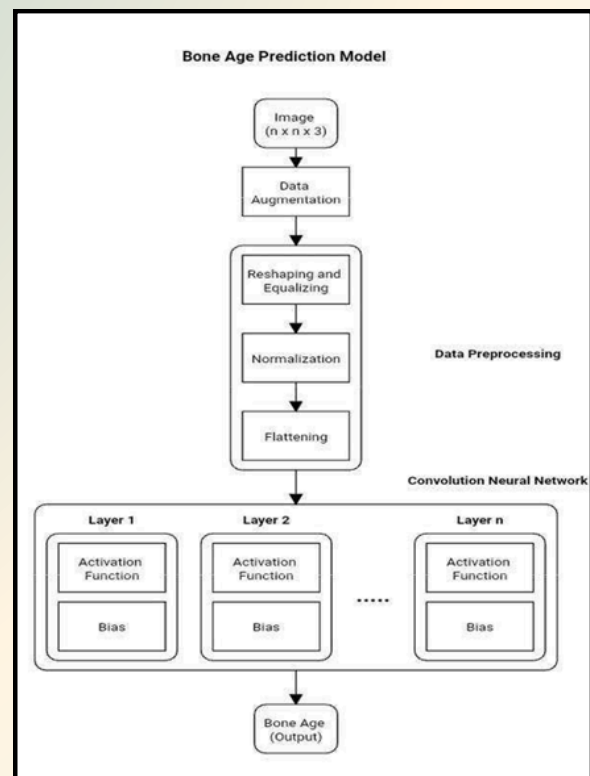 Bone Age Prediction Model
Image
(n x n x 3)
Data
Augmentation
Reshaping and
Equalizing
Normalization
Data Preprocessing
Flattening
Convolution Neural Network
Layer 1
Layer 2
Layer n
Activation
Function
Activation
Function
Activation
Function
.....
Bias
Bias
Bias
Bone Age
(Output)